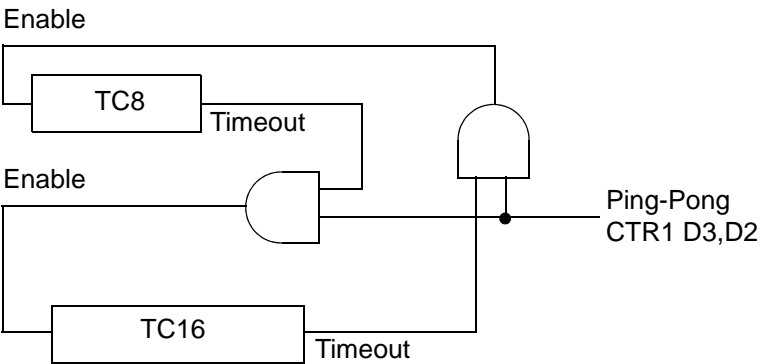 Enable
TC8
Timeout
Enable
Ping-Pong
CTR1 D3,D2
TC16
Timeout